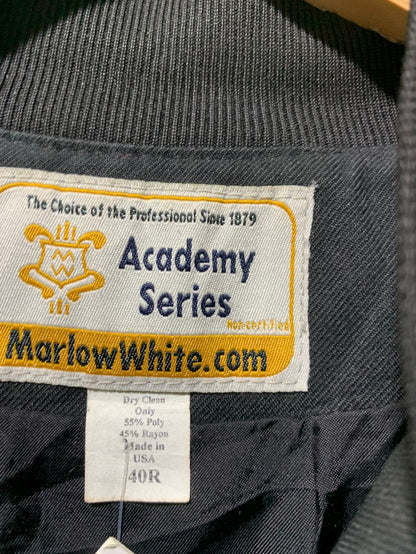 The Choice of the Professional Since 1879
MW
Academy
Series
Non-certified
MarlowWhite.com
Dry Clean
Only
55% Poly
45% Rayon
Made in
USA
40R